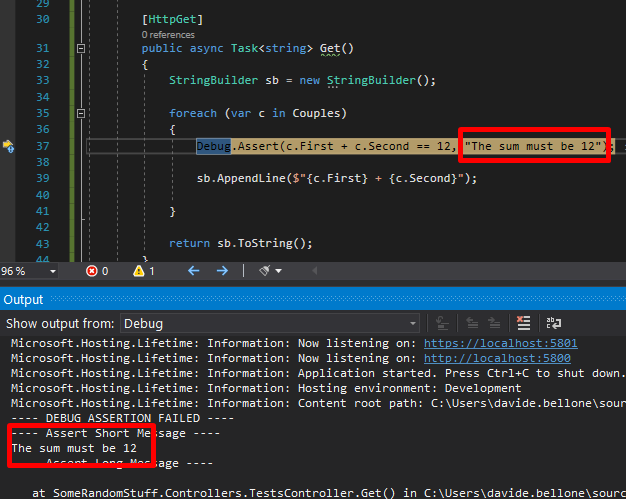 29
30 [HttpGet]
0 references
31 public async Task<string> Get()
32 {
33 StringBuilder sb = new StringBuilder();
34
35 foreach (var c in Couples)
36 {
37 Debug.Assert(c.First + c.Second == 12, "The sum must be 12");
38
39 sb.AppendLine($"{c.First} + {c.Second}");
40
41 }
42
43 return sb.ToString();
44 }
96 % 0 1
Output
Show output from: Debug
Microsoft.Hosting.Lifetime: Information: Now listening on: https://localhost:5801
Microsoft.Hosting.Lifetime: Information: Now listening on: http://localhost:5800
Microsoft.Hosting.Lifetime: Information: Application started. Press Ctrl+C to shut down.
Microsoft.Hosting.Lifetime: Information: Hosting environment: Development
Microsoft.Hosting.Lifetime: Information: Content root path: C:\Users\davide.bellone\sourc
---- DEBUG ASSERTION FAILED ----
---- Assert Short Message ----
The sum must be 12
---- Assert Long Message ----
at SomeRandomStuff.Controllers.TestsController.Get() in C:\Users\davide.bellone\source